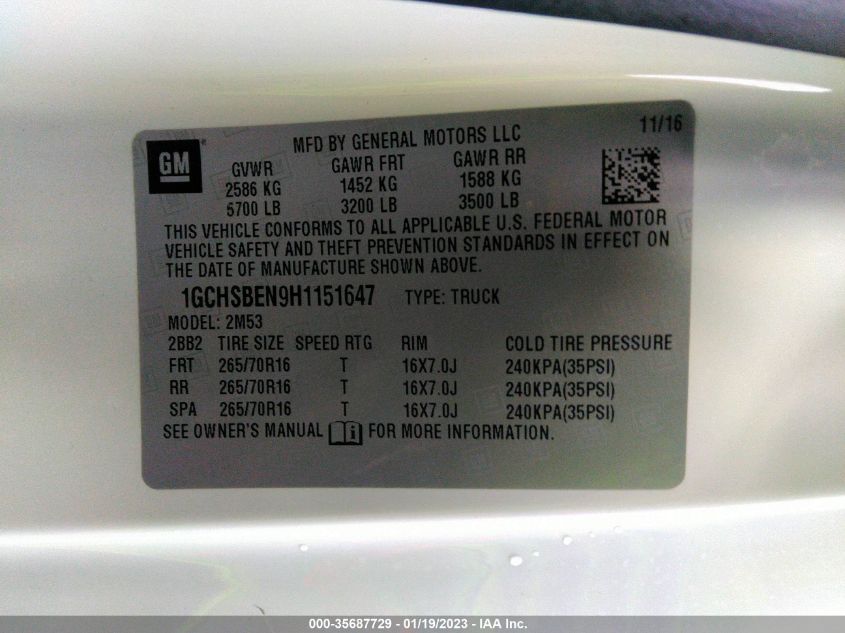 MFD BY GENERAL MOTORS LLC 11/16
GM ®
GVWR GAWR FRT GAWR RR
2586 KG 1452 KG 1588 KG
5700 LB 3200 LB 3500 LB
THIS VEHICLE CONFORMS TO ALL APPLICABLE U.S. FEDERAL MOTOR
VEHICLE SAFETY AND THEFT PREVENTION STANDARDS IN EFFECT ON
THE DATE OF MANUFACTURE SHOWN ABOVE.
1GCHSBEN9H1151647 TYPE: TRUCK
MODEL: 2M53
2BB2 TIRE SIZE SPEED RTG RIM COLD TIRE PRESSURE
FRT 265/70R16 T 16X7.0J 240KPA(35PSI)
RR 265/70R16 T 16X7.0J 240KPA(35PSI)
SPA 265/70R16 T 16X7.0J 240KPA(35PSI)
SEE OWNER'S MANUAL i FOR MORE INFORMATION.
000-35687729 - 01/19/2023 - IAA Inc.